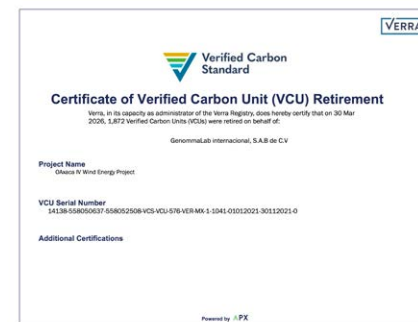 VERRA
Verified Carbon
Standard
Certificate of Verified Carbon Unit (VCU) Retirement
Verra, in its capacity as administrator of the Verra Registry, does hereby certify that on 30 Mar
2026, 1,872 Verified Carbon Units (VCUs) were retired on behalf of:
GenommaLab internacional, S.A.B de C.V
Project Name
OAxaca IV Wind Energy Project
VCU Serial Number
14138-558050637-558052508-VCS-VCU-576-VER-MX-1-1041-01012021-30112021-0
Additional Certifications
Powered by APX